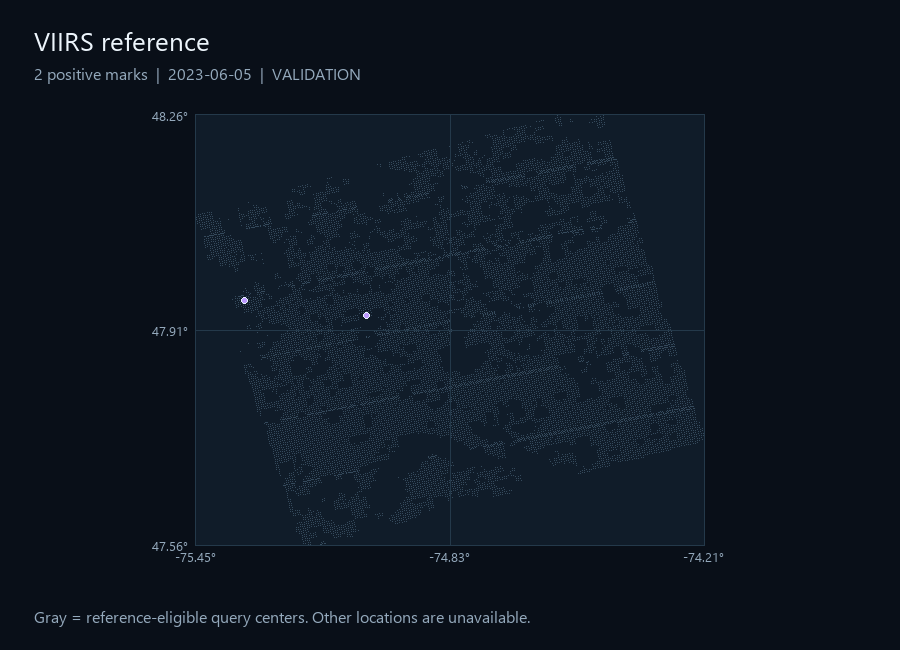 VIIRS reference
2 positive marks | 2023-06-05 | VALIDATION
48.26°
47.91°
47.56°
-75.45°
-74.83°
-74.21°
Gray = reference-eligible query centers. Other locations are unavailable.